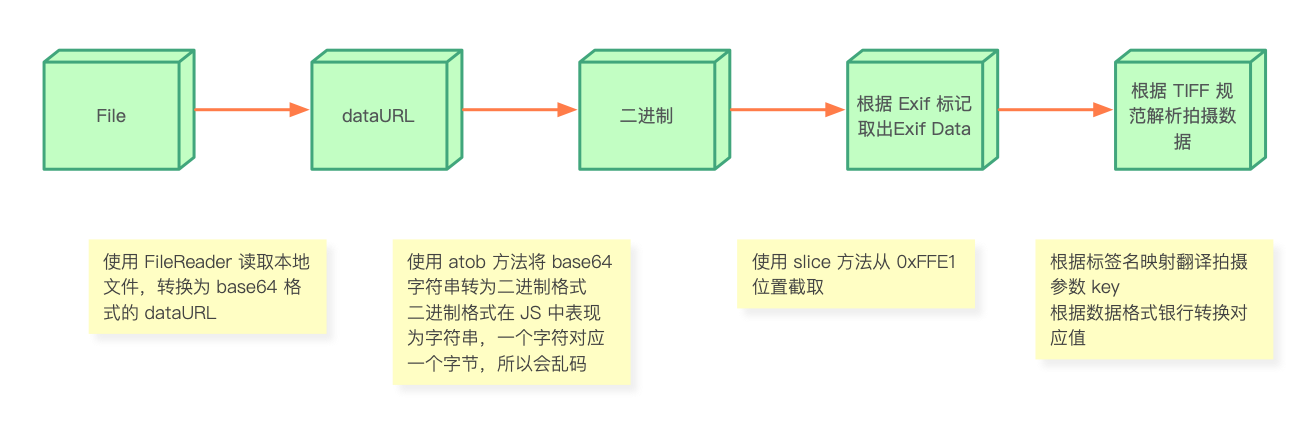 File
dataURL
二进制
根据 Exif 标记
取出Exif Data
根据 TIFF 规
范解析拍摄数
据
使用 FileReader 读取本地
文件，转换为 base64 格
式的 dataURL
使用 atob 方法将 base64
字符串转为二进制格式
二进制格式在 JS 中表现
为字符串，一个字符对应
一个字节，所以会乱码
使用 slice 方法从 0xFFE1
位置截取
根据标签名映射翻译拍摄
参数 key
根据数据格式银行转换对
应值